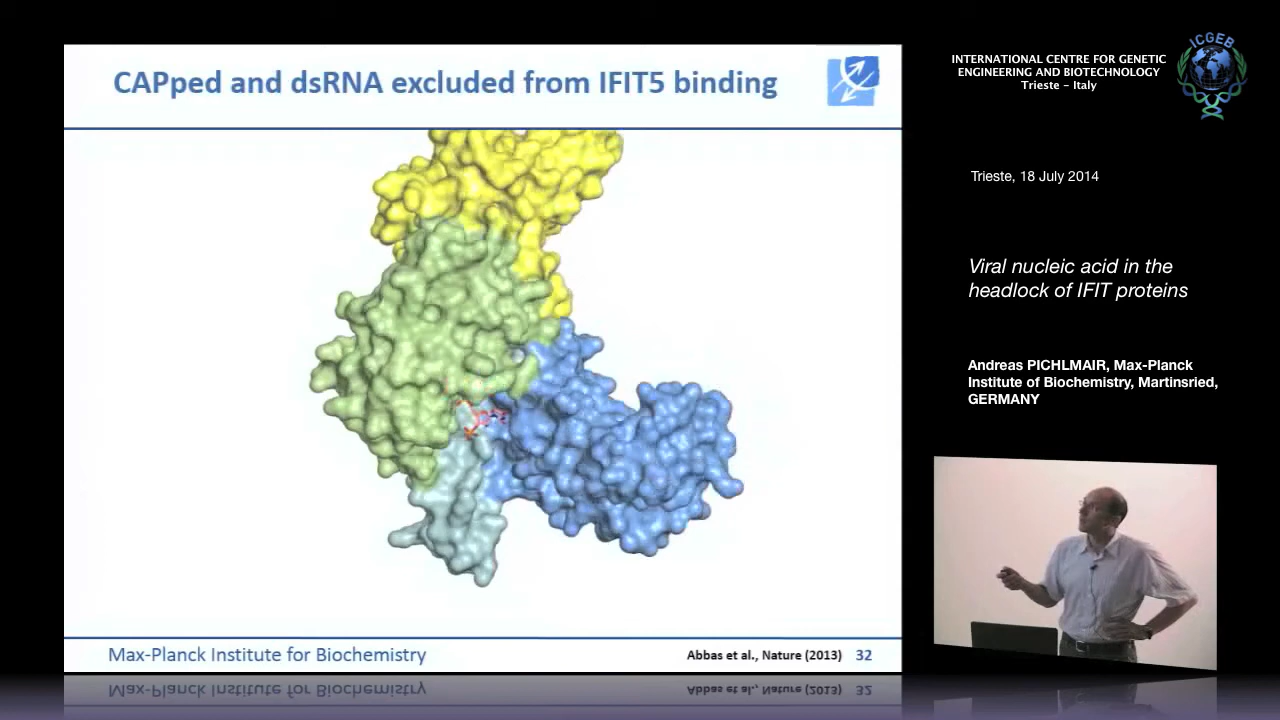 CAPped and dsRNA excluded from IFIT5 binding
Max-Planck Institute for Biochemistry
Abbas et al., Nature (2013) 32
INTERNATIONAL CENTRE FOR GENETIC
ENGINEERING AND BIOTECHNOLOGY
Trieste - Italy
ICGEB
Trieste, 18 July 2014
Viral nucleic acid in the
headlock of IFIT proteins
Andreas PICHLMAIR, Max-Planck
Institute of Biochemistry, Martinsried,
GERMANY